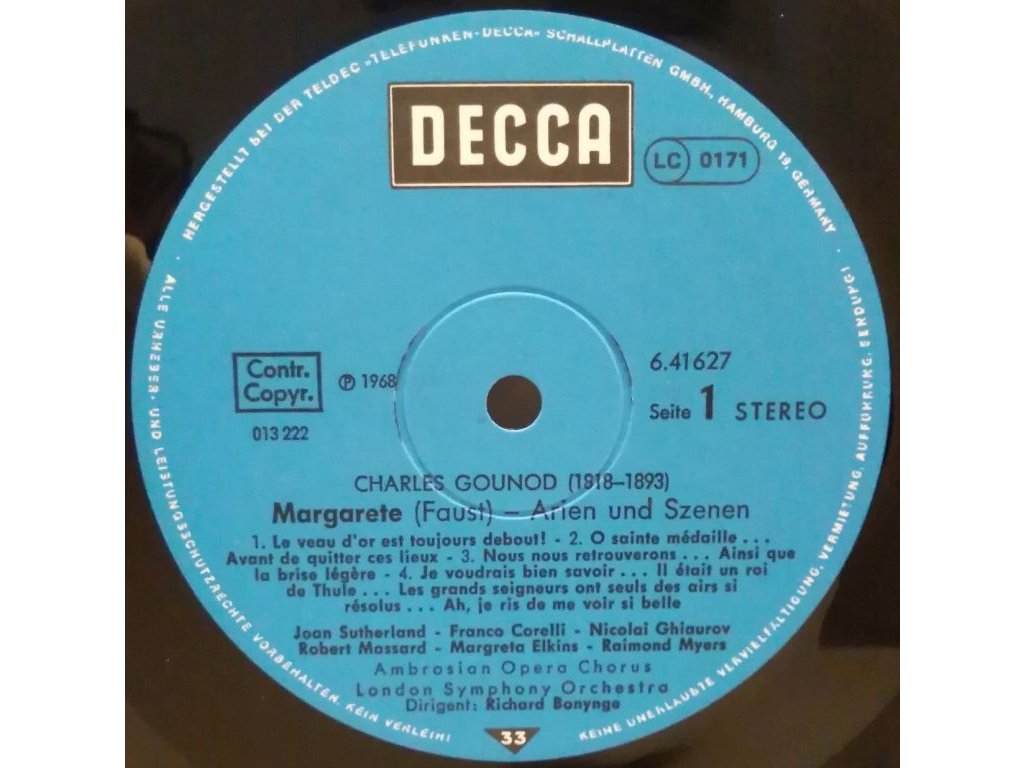 HERGESTELLT BEI DER TELDEC »TELEFUNKEN-DECCA« SCHALLPLATTEN GMBH., HAMBURG 19, GERMANY ·
DECCA
LC 0171
Contr.
Copyr.
℗ 1968
013 222
6.41627
Seite 1 STEREO
CHARLES GOUNOD (1818–1893)
Margarete (Faust) – Arien und Szenen
1. Le veau d'or est toujours debout! - 2. O sainte médaille ...
Avant de quitter ces lieux - 3. Nous nous retrouverons ... Ainsi que
la brise légère - 4. Je voudrais bien savoir ... Il était un roi
de Thule ... Les grands seigneurs ont seuls des airs si
résolus ... Ah, je ris de me voir si belle
Joan Sutherland - Franco Corelli - Nicolai Ghiaurov
Robert Massard - Margreta Elkins - Raimond Myers
Ambrosian Opera Chorus
London Symphony Orchestra
Dirigent: Richard Bonynge
33
· ALLE URHEBER- UND LEISTUNGSSCHUTZRECHTE VORBEHALTEN. KEIN VERLEIH!
KEINE UNERLAUBTE VERVIELFÄLTIGUNG, VERMIETUNG, AUFFÜHRUNG, SENDUNG!